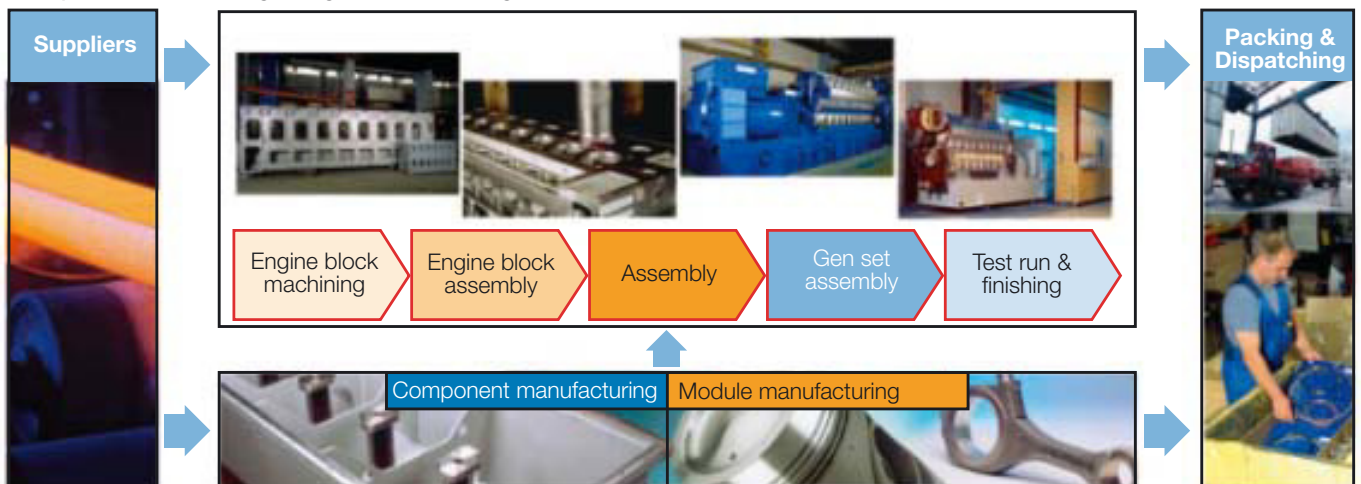 Suppliers
Packing &
Dispatching
Engine block
machining
Engine block
assembly
Assembly
Gen set
assembly
Test run &
finishing
Component manufacturing
Module manufacturing